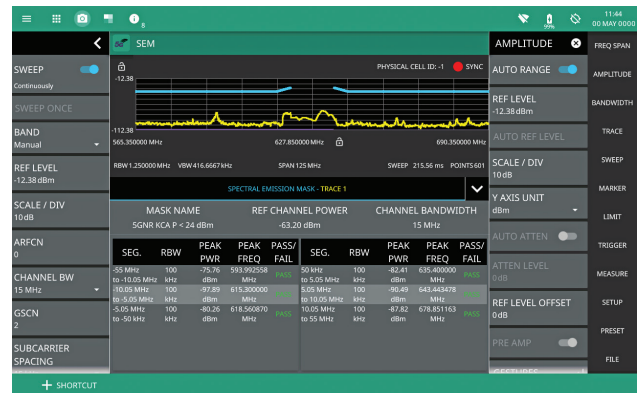 8
99%
11:44
00 MAY 0000
SEM
AMPLITUDE
FREQ SPAN
SWEEP
Continuously
SWEEP ONCE
BAND
Manual
REF LEVEL
-12.38 dBm
SCALE / DIV
10 dB
ARFCN
0
CHANNEL BW
15 MHz
GSCN
2
SUBCARRIER
SPACING
PHYSICAL CELL ID: -1
SYNC
-12.38
-112.38
565.350000 MHz
627.850000 MHz
690.350000 MHz
RBW 1.250000 MHz VBW 416.6667 kHz SPAN 125 MHz SWEEP 215.56 ms POINTS 601
SPECTRAL EMISSION MASK - TRACE 1
MASK NAME REF CHANNEL POWER CHANNEL BANDWIDTH
5GNR KCA P < 24 dBm -63.20 dBm 15 MHz
SEG. RBW PEAK PWR PEAK FREQ PASS/ FAIL
-55 MHz to -10.05 MHz 100 kHz -75.76 dBm 593.992558 MHz PASS
-10.05 MHz to -5.05 MHz 100 kHz -97.89 dBm 615.300000 MHz PASS
-5.05 MHz to -50 kHz 100 kHz -80.26 dBm 618.560870 MHz PASS
SEG. RBW PEAK PWR PEAK FREQ PASS/ FAIL
50 kHz to 5.05 MHz 100 kHz -82.41 dBm 635.400000 MHz PASS
5.05 MHz to 10.05 MHz 100 kHz -90.49 dBm 643.443478 MHz PASS
10.05 MHz to 55 MHz 100 kHz -87.82 dBm 678.851163 MHz PASS
AUTO RANGE
REF LEVEL
-12.38 dBm
AUTO REF LEVEL
SCALE / DIV
10 dB
Y AXIS UNIT
dBm
AUTO ATTEN
ATTEN LEVEL
0 dB
REF LEVEL OFFSET
0 dB
PRE AMP
GESTURES
AMPLITUDE
BANDWIDTH
TRACE
SWEEP
MARKER
LIMIT
TRIGGER
MEASURE
SETUP
PRESET
FILE
+ SHORTCUT